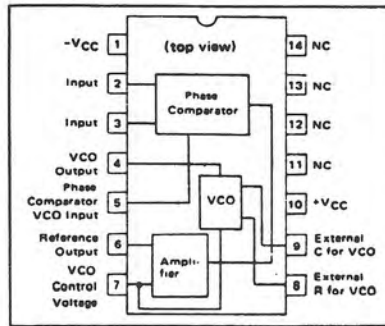 (top view)
-VCC 1
Input 2
Input 3
VCO
Output 4
Phase
Comparator
VCO Input 5
Reference
Output 6
VCO
Control
Voltage 7
Phase
Comparator
VCO
Ampli-
fier
14 NC
13 NC
12 NC
11 NC
10 +VCC
9 External
C for VCO
8 External
R for VCO